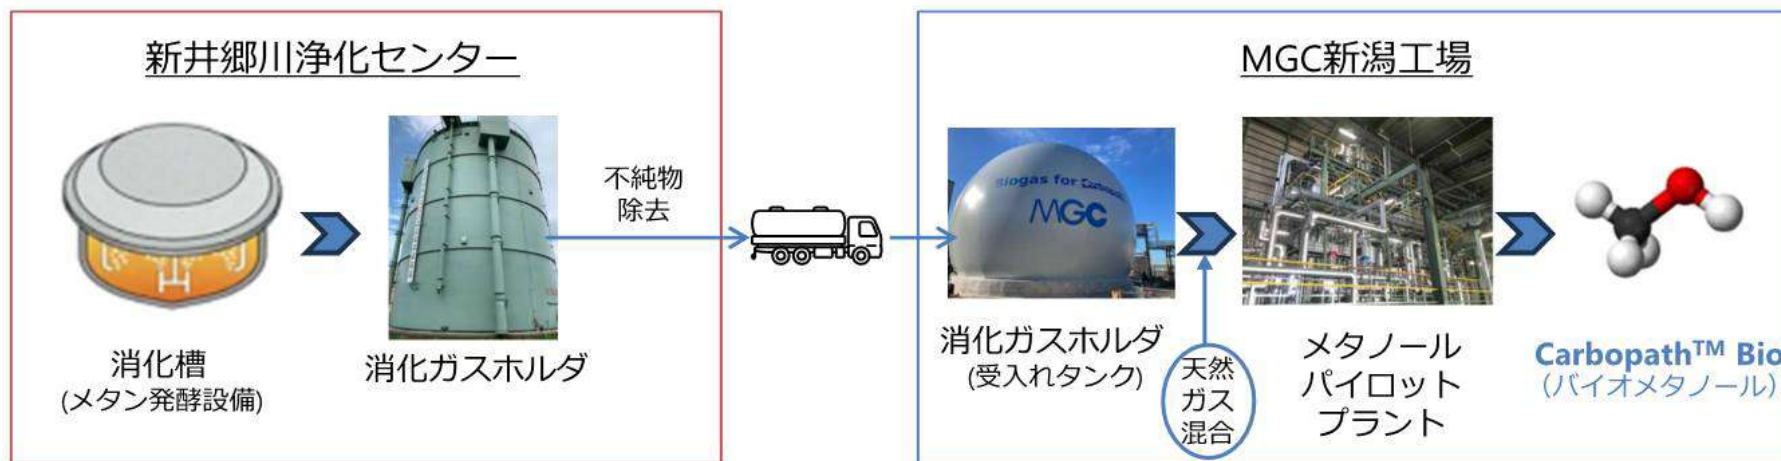 新井郷川浄化センター
消化槽
(メタン発酵設備)
消化ガスホルダ
不純物
除去
MGC新潟工場
Biogas for Carbopath
MGC
消化ガスホルダ
(受入れタンク)
天然
ガス
混合
メタノール
パイロット
プラント
Carbopath™ Bio
(バイオメタノール)